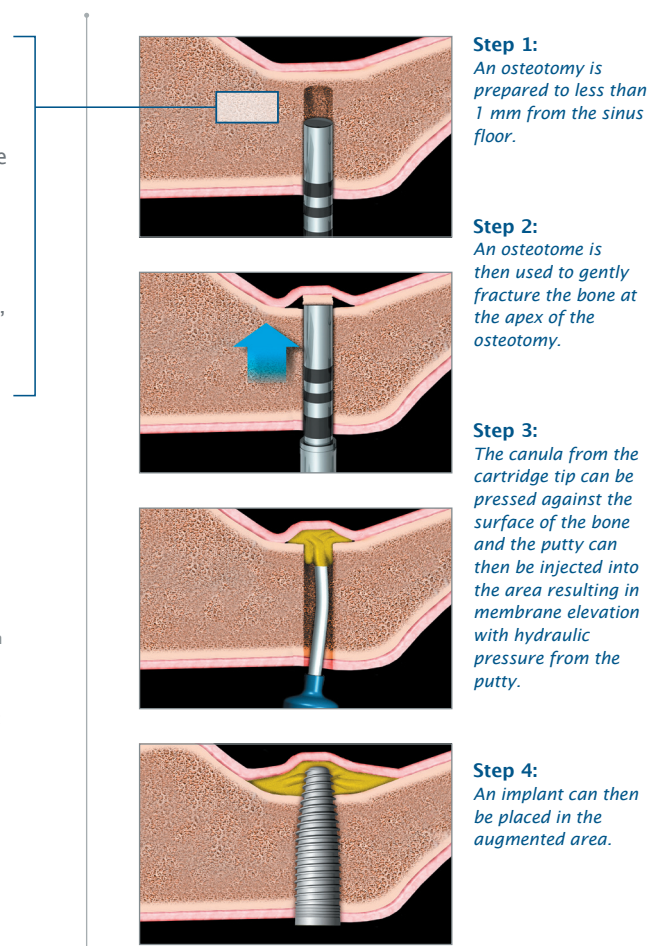 e
,
Step 1:
An osteotomy is
prepared to less than
1 mm from the sinus
floor.
Step 2:
An osteotome is
then used to gently
fracture the bone at
the apex of the
osteotomy.
Step 3:
The canula from the
cartridge tip can be
pressed against the
surface of the bone
and the putty can
then be injected into
the area resulting in
membrane elevation
with hydraulic
pressure from the
putty.
Step 4:
An implant can then
be placed in the
augmented area.